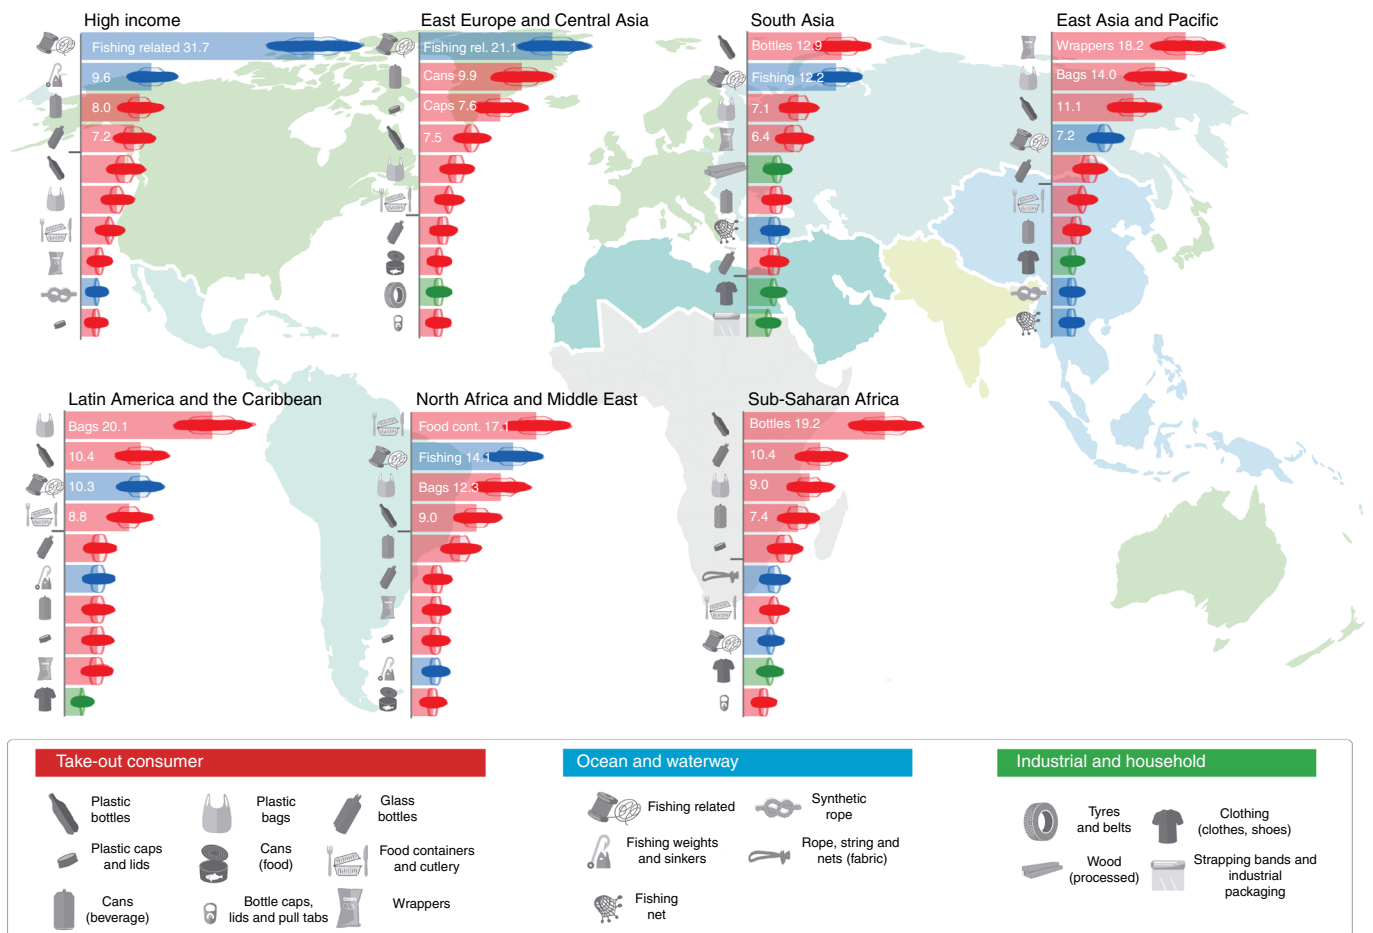 High income
Fishing related 31.7
9.6
8.0
7.2
East Europe and Central Asia
Fishing rel. 21.1
Cans 9.9
Caps 7.6
7.5
South Asia
Bottles 12.9
Fishing 12.2
7.1
6.4
East Asia and Pacific
Wrappers 18.2
Bags 14.0
11.1
7.2
Latin America and the Caribbean
Bags 20.1
10.4
10.3
8.8
North Africa and Middle East
Food cont. 17.1
Fishing 14.1
Bags 12.3
9.0
Sub-Saharan Africa
Bottles 19.2
10.4
9.0
7.4
Take-out consumer
Plastic
bottles
Plastic
bags
Glass
bottles
Plastic caps
and lids
Cans
(food)
Food containers
and cutlery
Cans
(beverage)
Bottle caps,
lids and pull tabs
Wrappers
Ocean and waterway
Fishing related
Synthetic
rope
Fishing weights
and sinkers
Rope, string and
nets (fabric)
Fishing
net
Industrial and household
Tyres
and belts
Clothing
(clothes, shoes)
Wood
(processed)
Strapping bands and
industrial
packaging